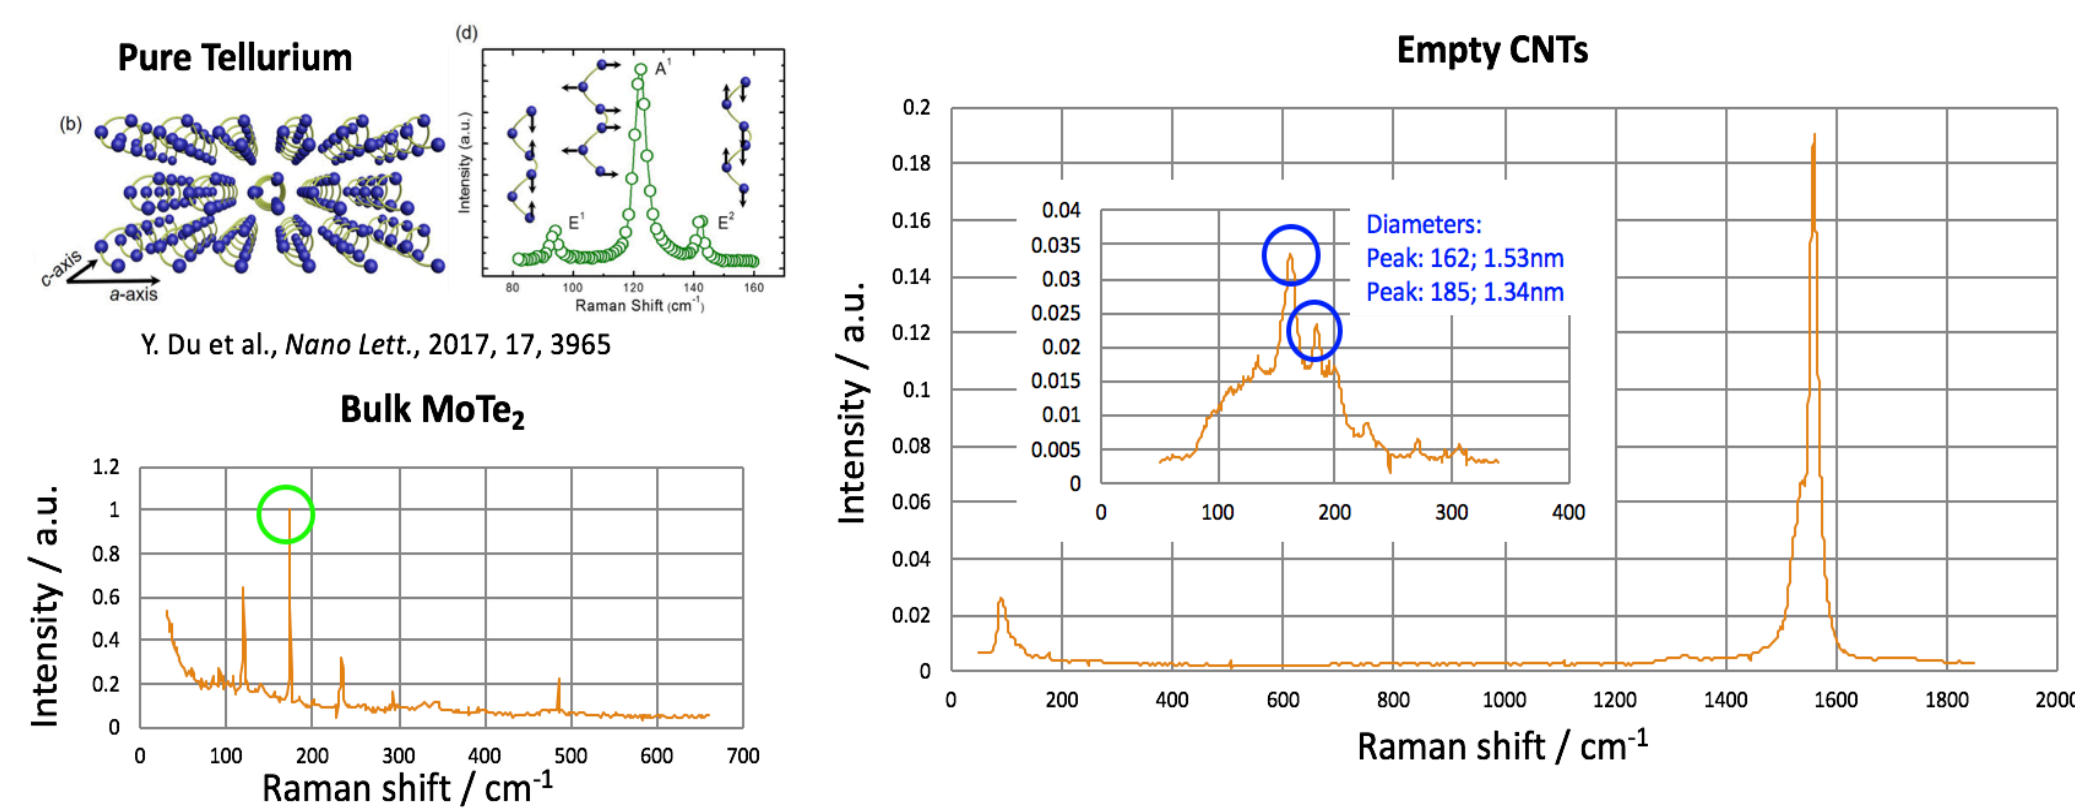 Pure Tellurium
(b)
c-axis
a-axis
(d)
Intensity (a.u.)
A¹
E¹
E²
80 100 120 140 160
Raman Shift (cm⁻¹)
Y. Du et al., Nano Lett., 2017, 17, 3965
Bulk MoTe₂
Intensity / a.u.
1.2
1
0.8
0.6
0.4
0.2
0
0 100 200 300 400 500 600 700
Raman shift / cm⁻¹
Empty CNTs
Intensity / a.u.
0.2
0.18
0.16
0.14
0.12
0.1
0.08
0.06
0.04
0.02
0
0.04
0.035
0.03
0.025
0.02
0.015
0.01
0.005
0
0 100 200 300 400
Diameters:
Peak: 162; 1.53nm
Peak: 185; 1.34nm
0 200 400 600 800 1000 1200 1400 1600 1800 200
Raman shift / cm⁻¹